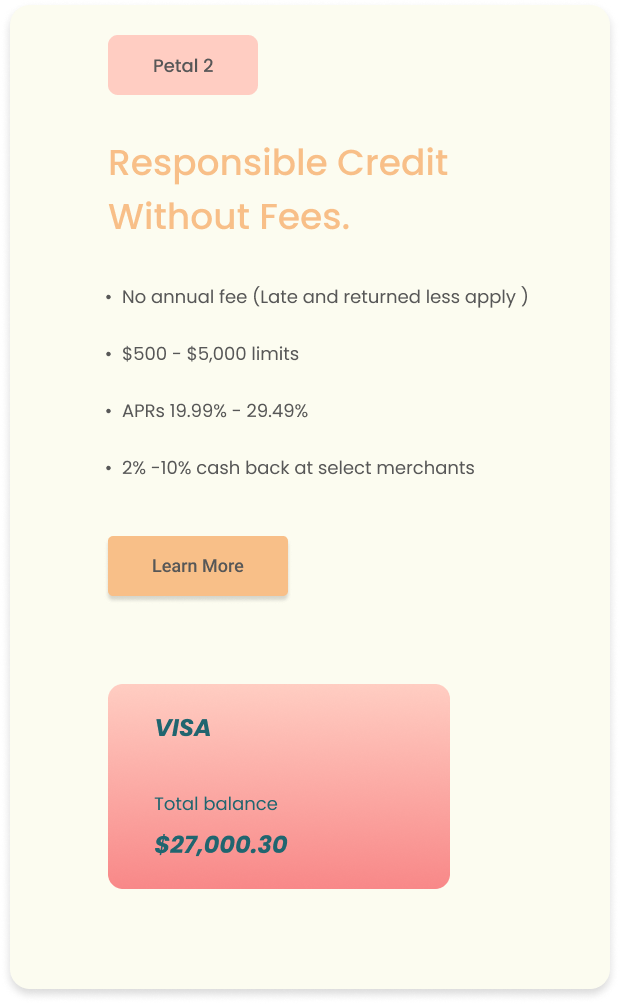 Petal 2
Responsible Credit
Without Fees.
• No annual fee (Late and returned less apply )
• $500 - $5,000 limits
• APRs 19.99% - 29.49%
• 2% -10% cash back at select merchants
Learn More
VISA
Total balance
$27,000.30